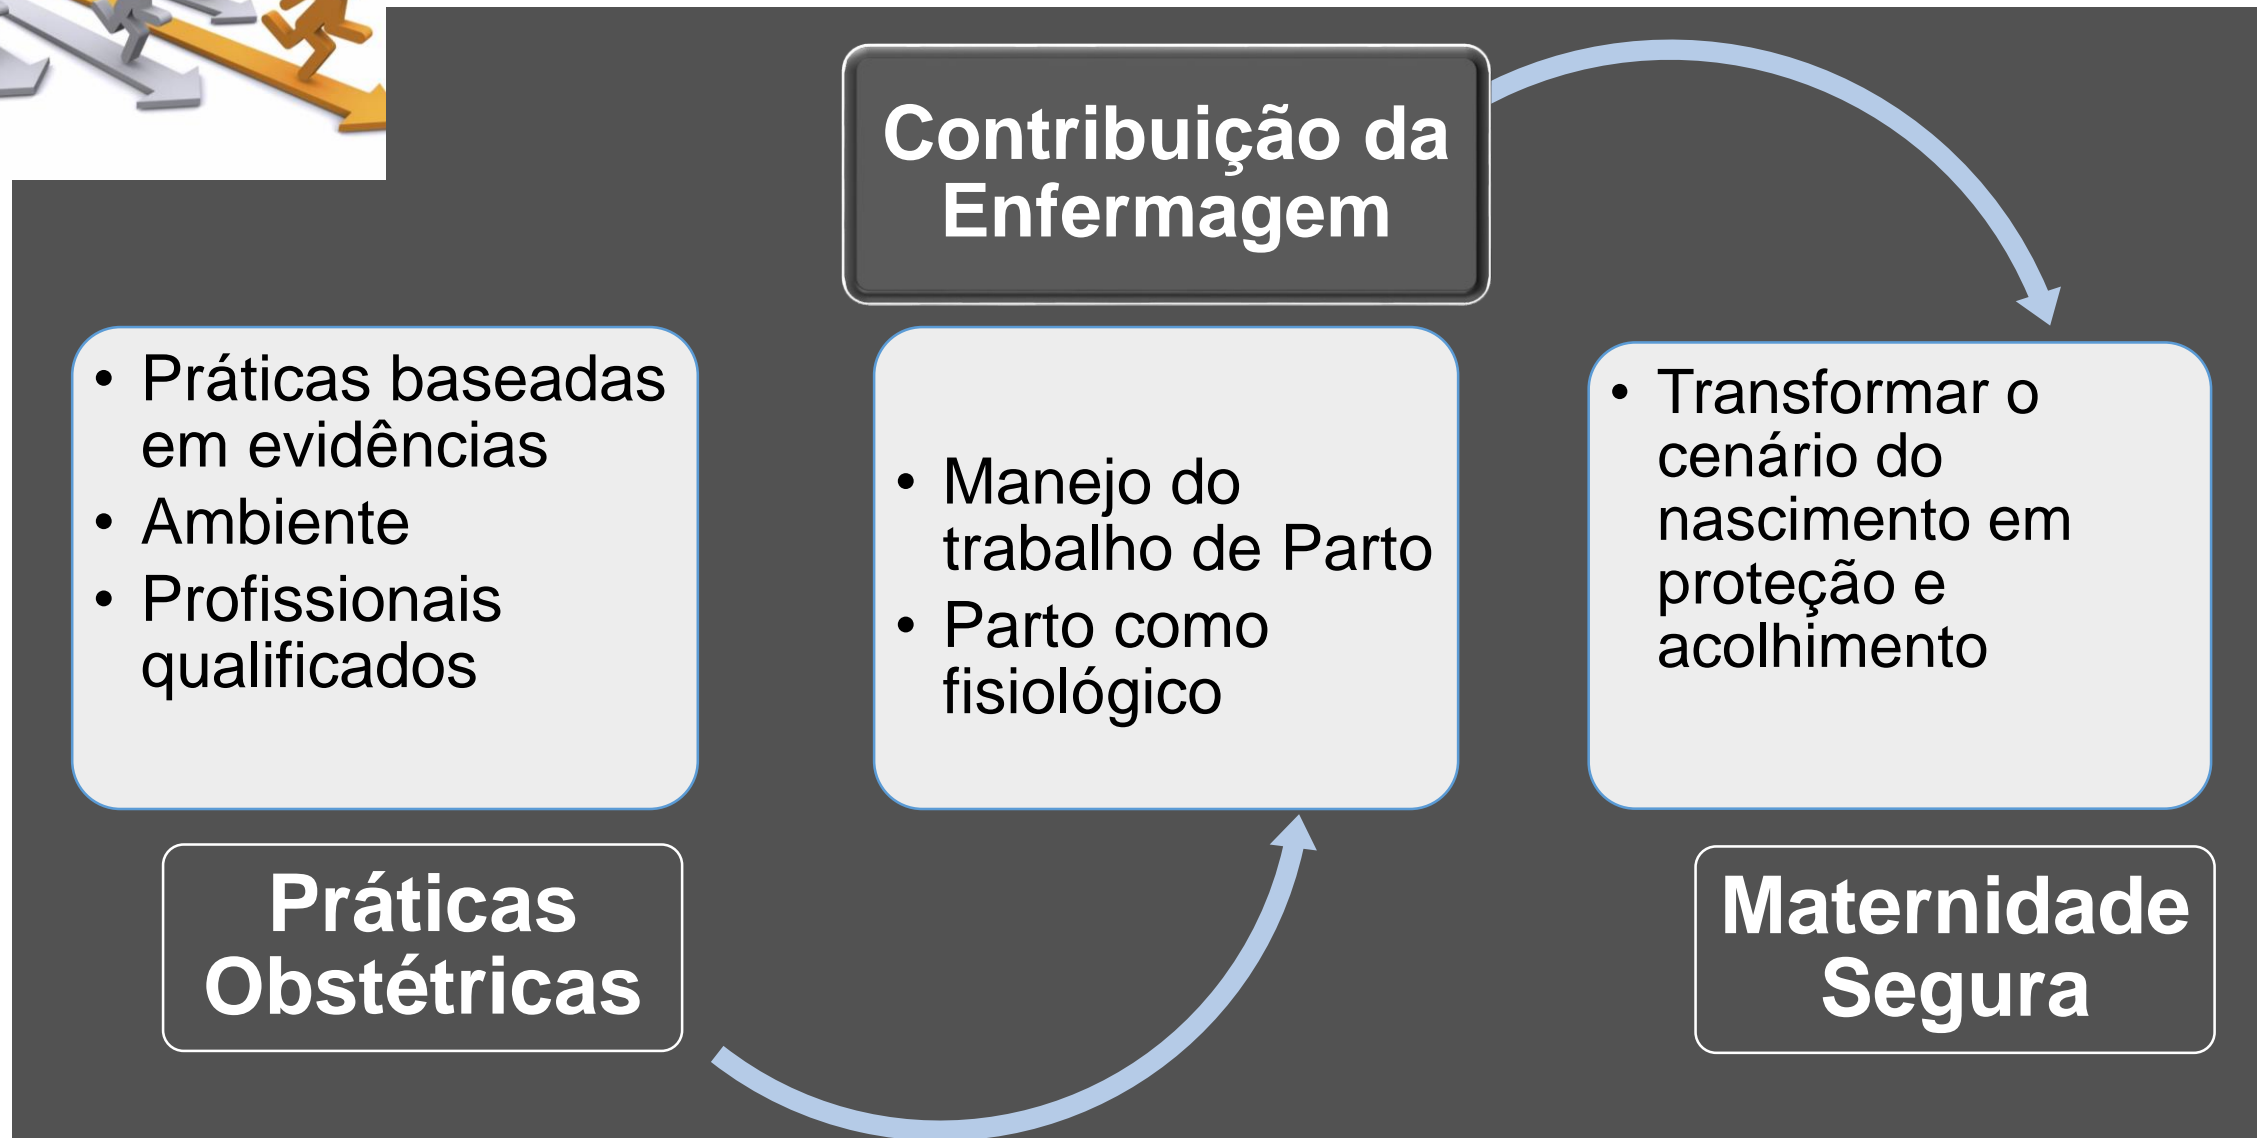 Contribuição da
Enfermagem
• Práticas baseadas
em evidências
• Ambiente
• Profissionais
qualificados
Práticas
Obstétricas
• Manejo do
trabalho de Parto
• Parto como
fisiológico
• Transformar o
cenário do
nascimento em
proteção e
acolhimento
Maternidade
Segura